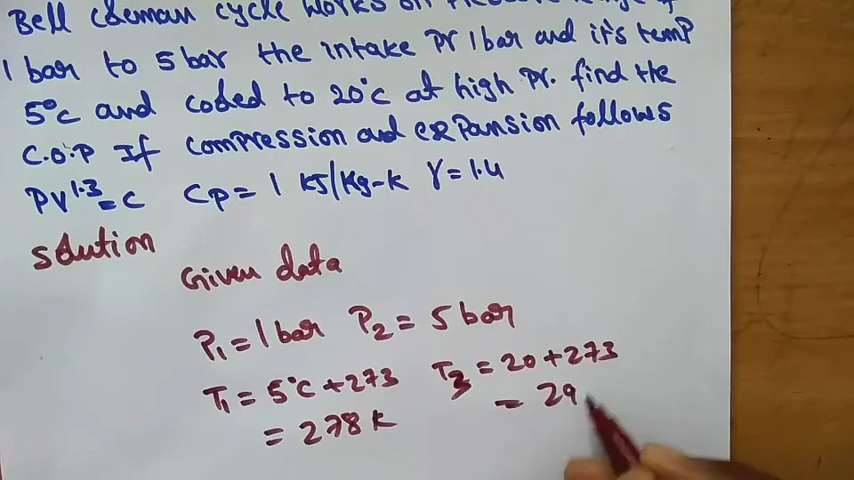 Bell coleman cycle works on
1 bar to 5 bar the intake Pr 1 bar and it's temp
5°c and coded to 20°c at high Pr. find the
C.O.P If compression and expansion follows
PV^1.3 = C Cp = 1 KJ/Kg-K γ = 1.4
Solution
Given data
P1 = 1 bar P2 = 5 bar
T1 = 5°c + 273 T3 = 20 + 273
= 278 K = 29